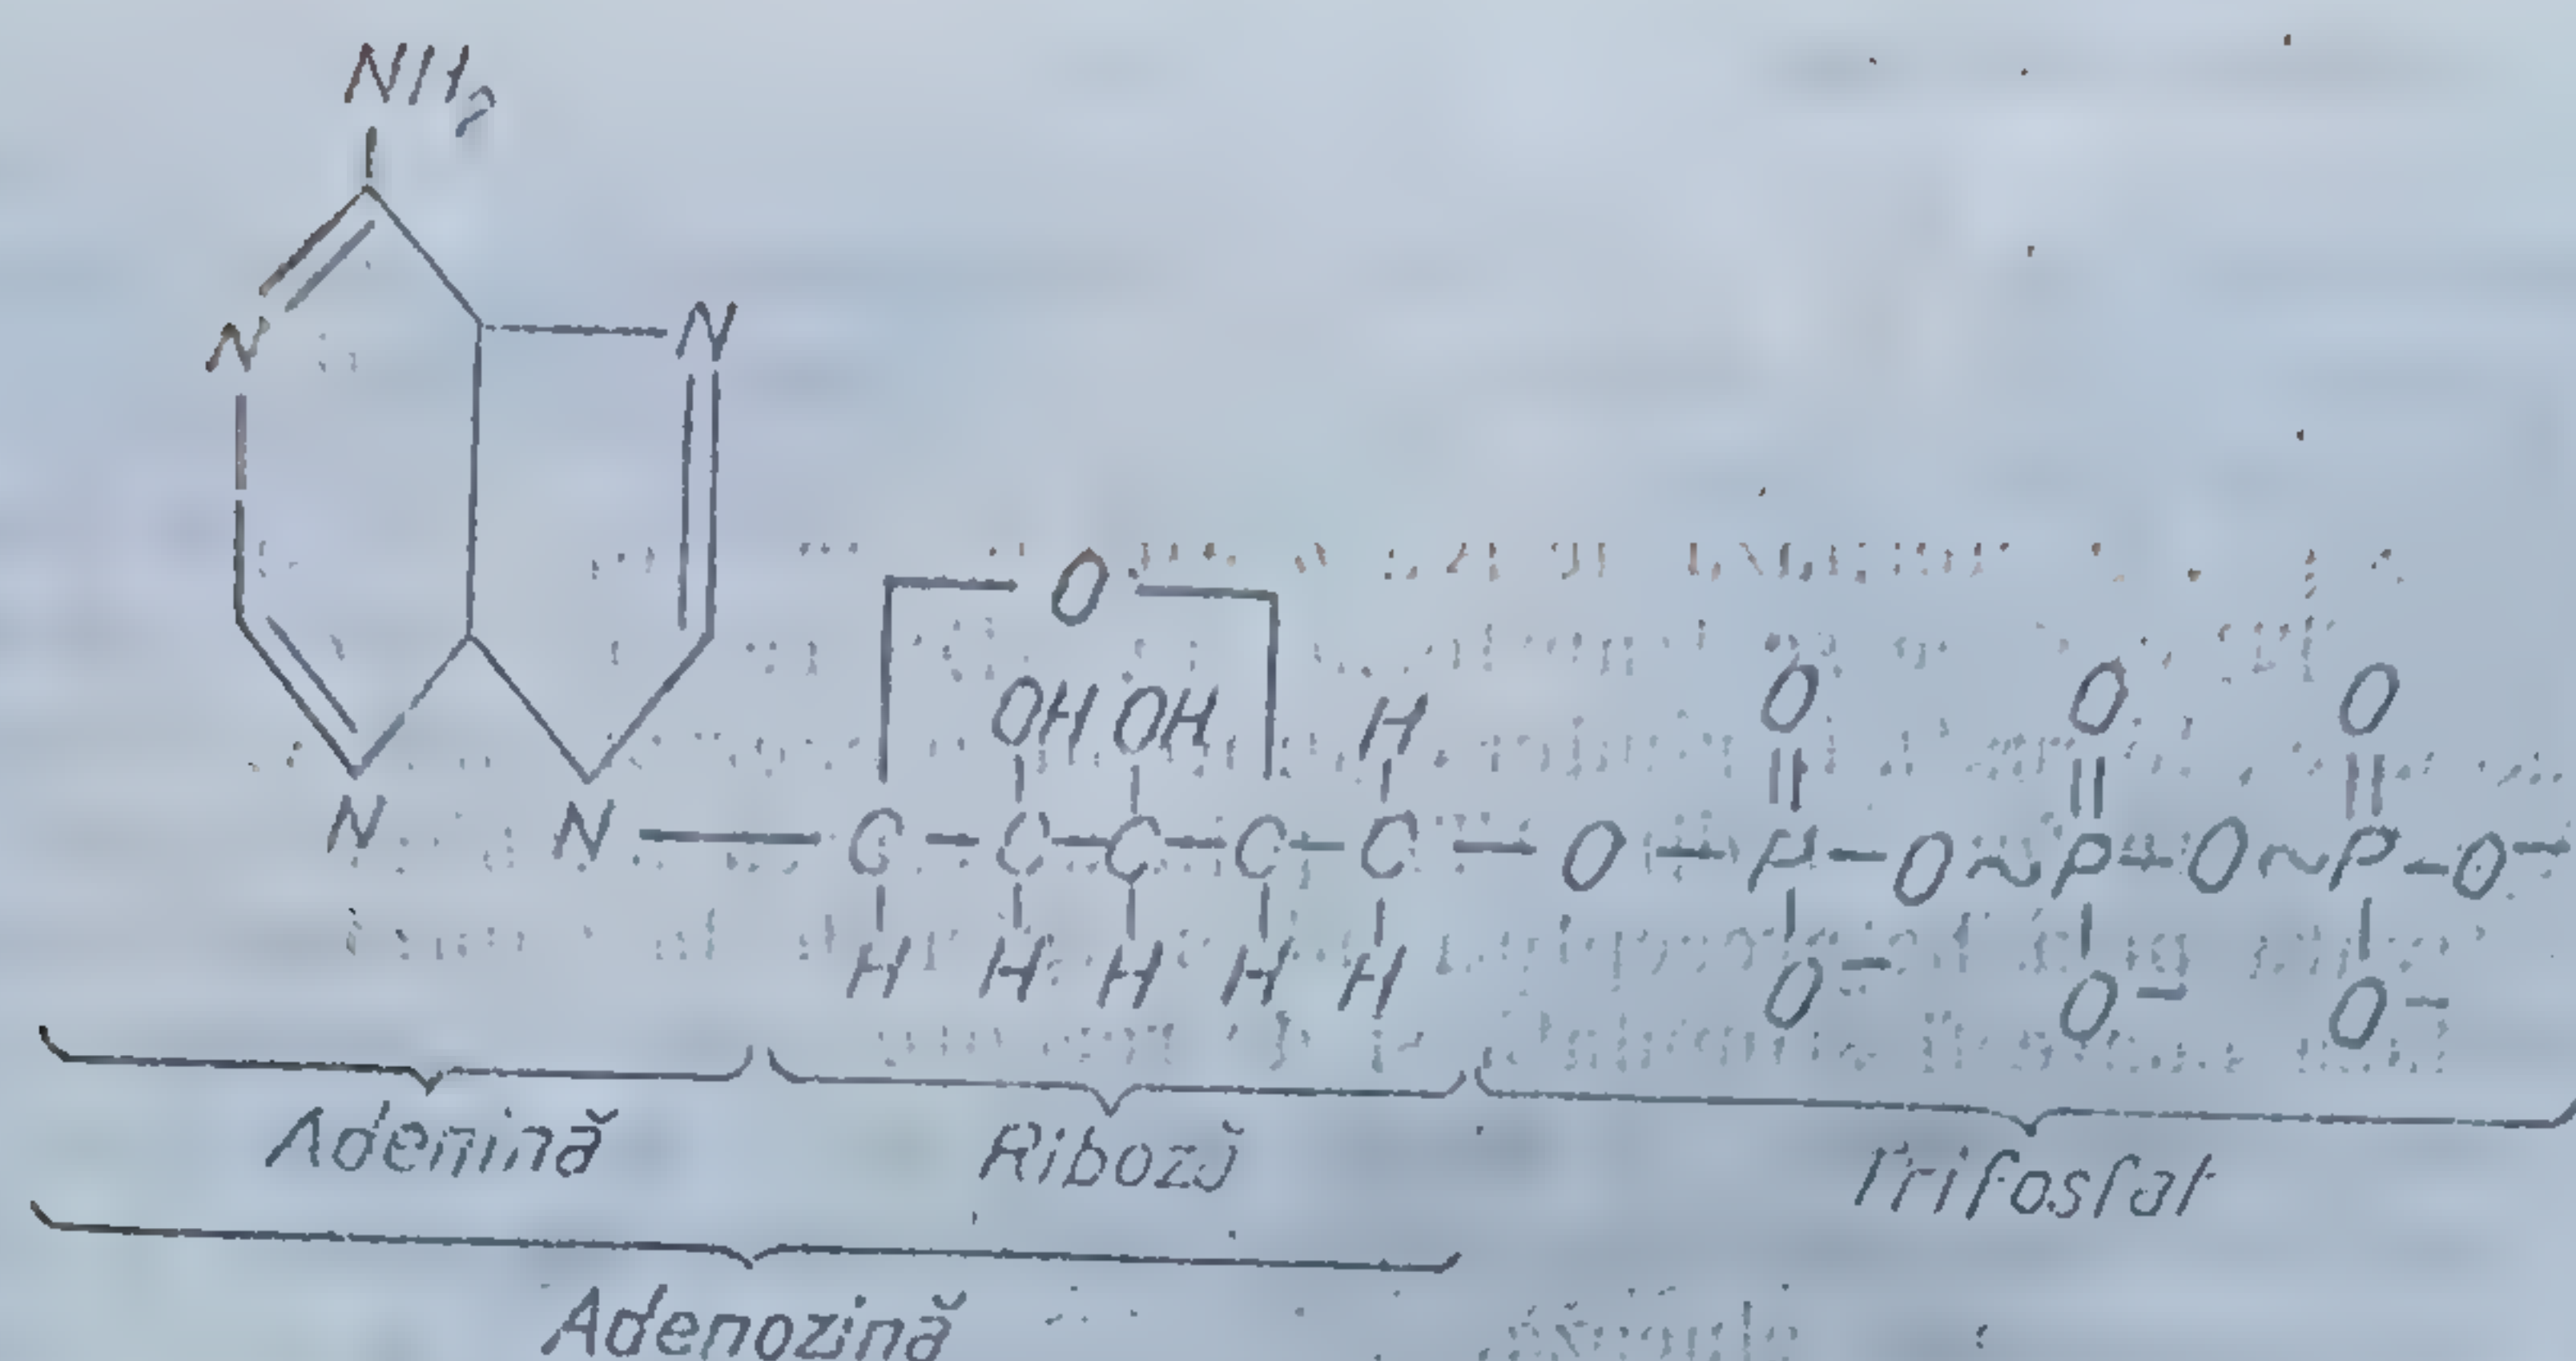 NH₂
N N
O
OH OH H O O O
N N C C C C C O P O ~ P O ~ P O⁻
H H H H H O⁻ O⁻ O⁻
Adenină Riboză Trifosfat
Adenozină